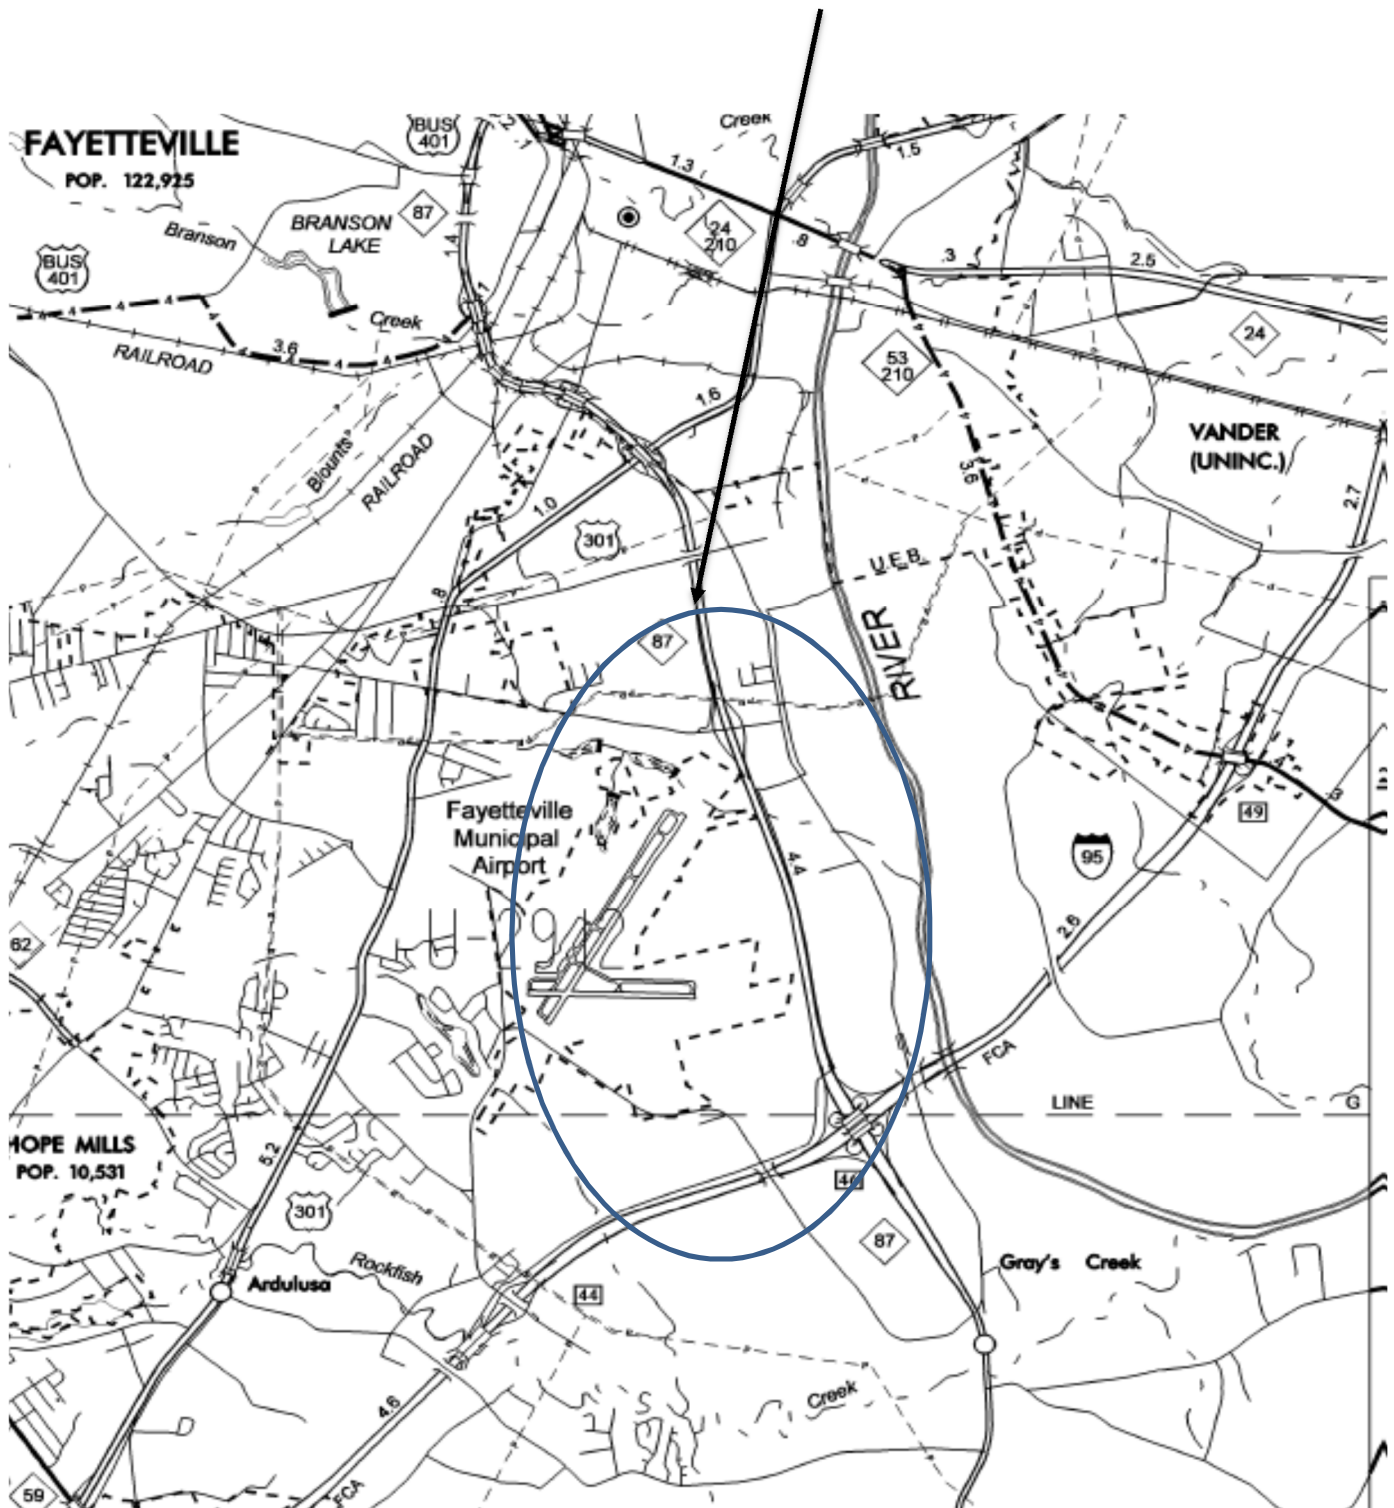 FAYETTEVILLE
POP. 122,925
BUS
401
Creek
1.5
1.3
87
24
210
BRANSON
LAKE
Branson
1.4
.8
BUS
401
.3
2.5
Creek
24
3.6
RAILROAD
53
210
1.6
VANDER
(UNINC.)
Blounts
RAILROAD
3.6
2.7
1.0
301
U.E.B.
.8
87
RIVER
Fayetteville
Municipal
Airport
4.4
49
.3
95
62
2.6
FCA
LINE
G
HOPE MILLS
POP. 10,531
5.2
46
301
87
Rockfish
Gray's Creek
Ardulusa
44
4.6
Creek
59
FCA